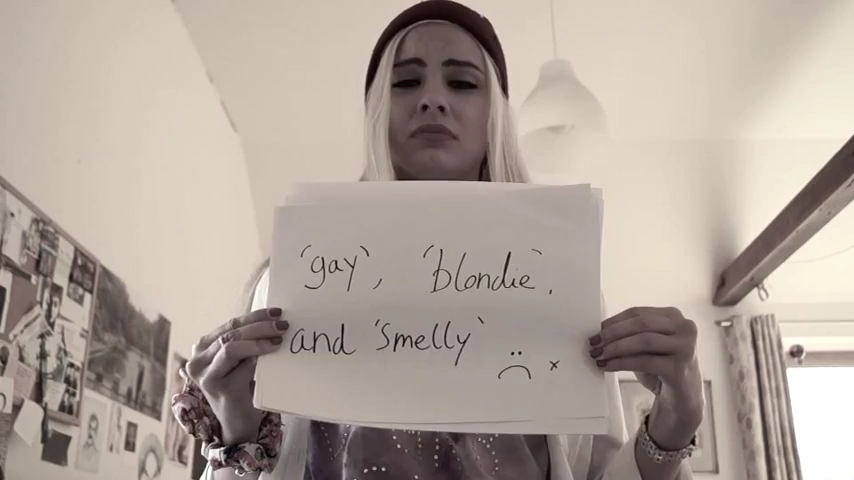 'gay', 'blondie',
and 'smelly' :( x